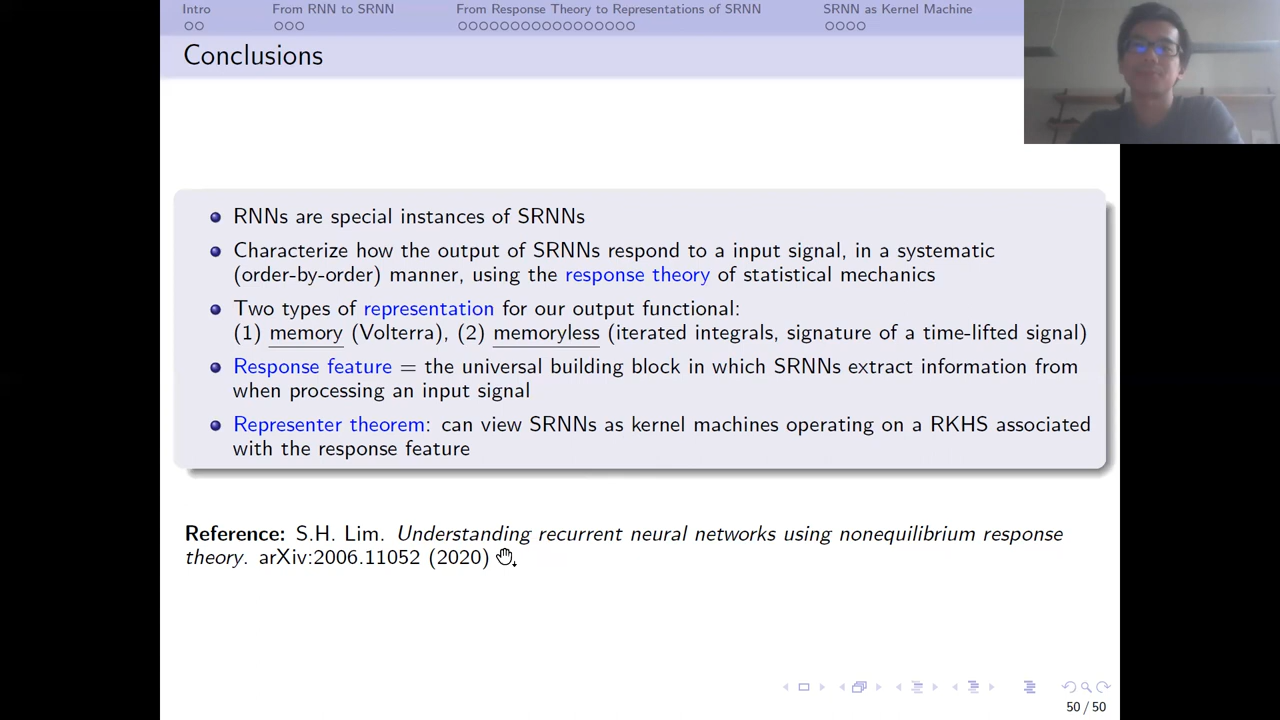 Intro
From RNN to SRNN
From Response Theory to Representations of SRNN
SRNN as Kernel Machine
Conclusions
RNNs are special instances of SRNNs
Characterize how the output of SRNNs respond to a input signal, in a systematic
(order-by-order) manner, using the response theory of statistical mechanics
Two types of representation for our output functional:
(1) memory (Volterra), (2) memoryless (iterated integrals, signature of a time-lifted signal)
Response feature = the universal building block in which SRNNs extract information from
when processing an input signal
Representer theorem: can view SRNNs as kernel machines operating on a RKHS associated
with the response feature
Reference: S.H. Lim. Understanding recurrent neural networks using nonequilibrium response
theory. arXiv:2006.11052 (2020)
50 / 50